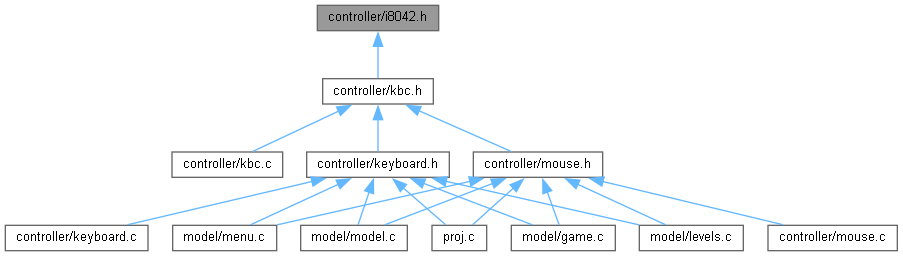 controller/i8042.h
controller/kbc.h
controller/kbc.c
controller/keyboard.h
controller/mouse.h
controller/keyboard.c
model/menu.c
model/model.c
proj.c
model/game.c
model/levels.c
controller/mouse.c